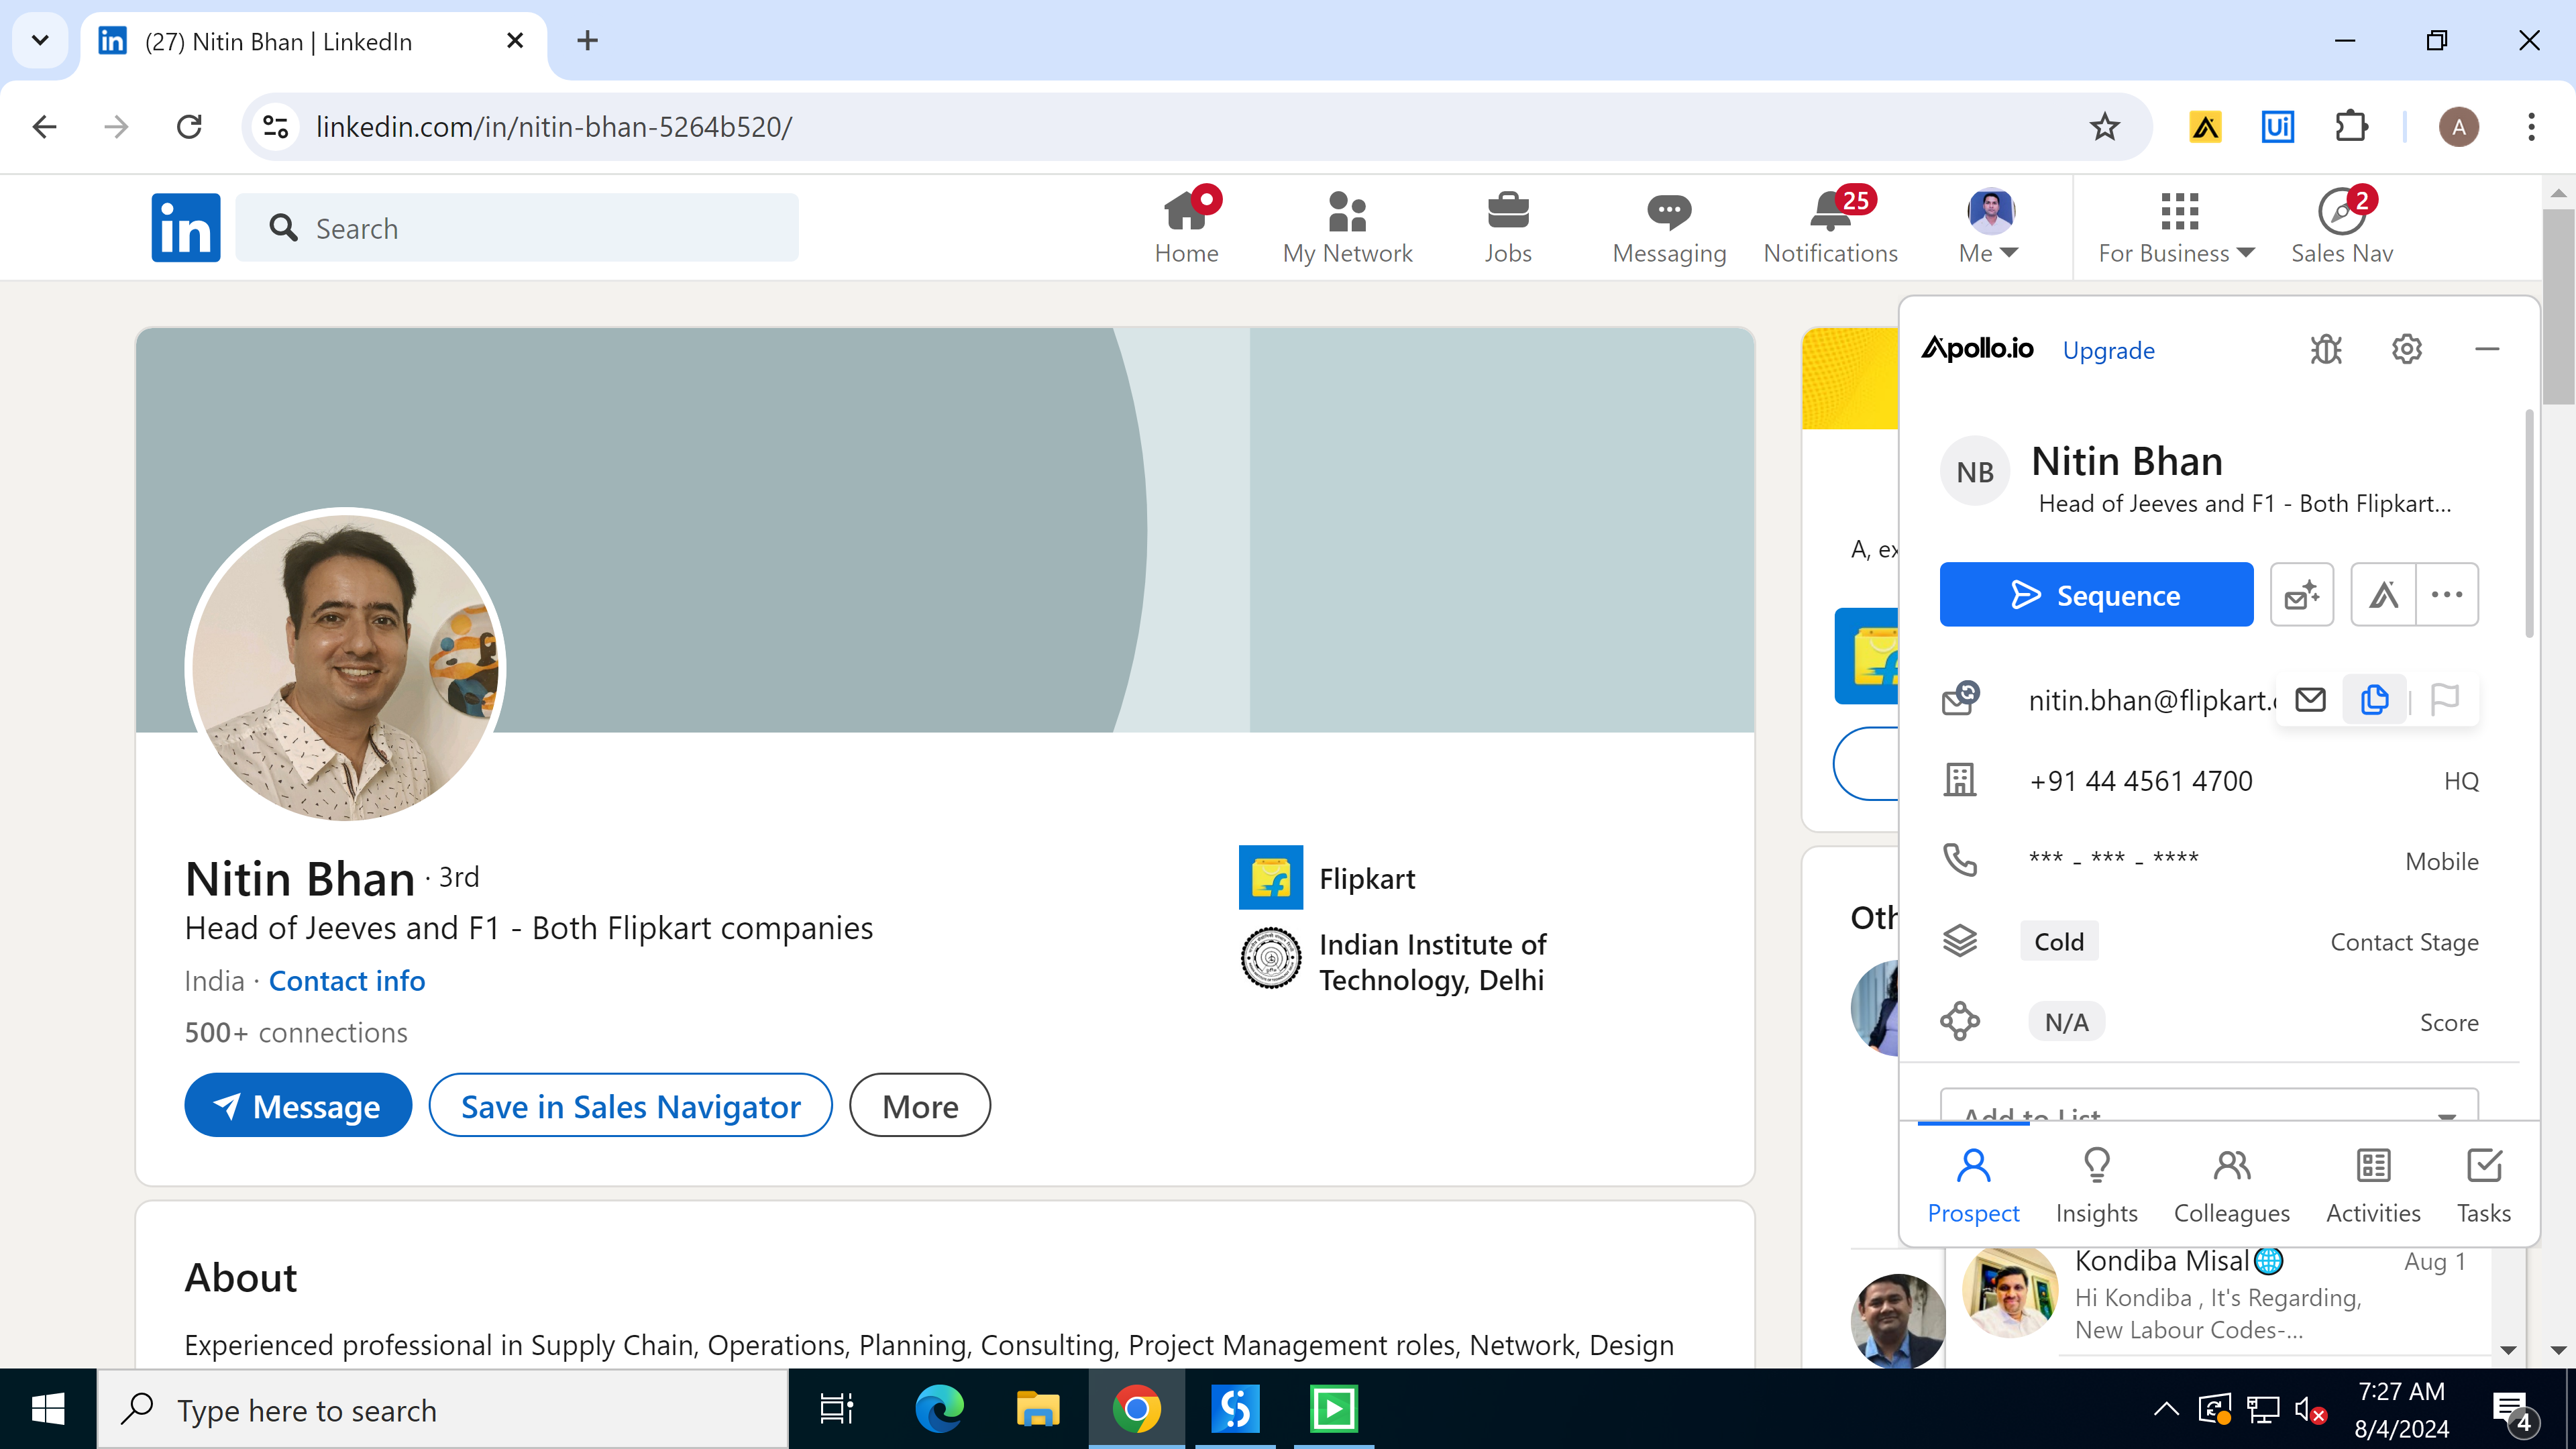 (27) Nitin Bhan | LinkedIn
linkedin.com/in/nitin-bhan-5264b520/
Ui
A
in
Search
Home
My Network
Jobs
Messaging
25
Notifications
Me
For Business
2
Sales Nav
Apollo.io
Upgrade
NB
Nitin Bhan
Head of Jeeves and F1 - Both Flipkart...
A, ex
Sequence
nitin.bhan@flipkart.
+91 44 4561 4700
HQ
*** - *** - ****
Mobile
Cold
Contact Stage
N/A
Score
Add to List
Prospect
Insights
Colleagues
Activities
Tasks
Nitin Bhan · 3rd
Head of Jeeves and F1 - Both Flipkart companies
India · Contact info
500+ connections
Flipkart
Indian Institute of
Technology, Delhi
Message
Save in Sales Navigator
More
Oth
About
Experienced professional in Supply Chain, Operations, Planning, Consulting, Project Management roles, Network, Design
Kondiba Misal
Aug 1
Hi Kondiba , It's Regarding,
New Labour Codes-...
Type here to search
7:27 AM
8/4/2024
4